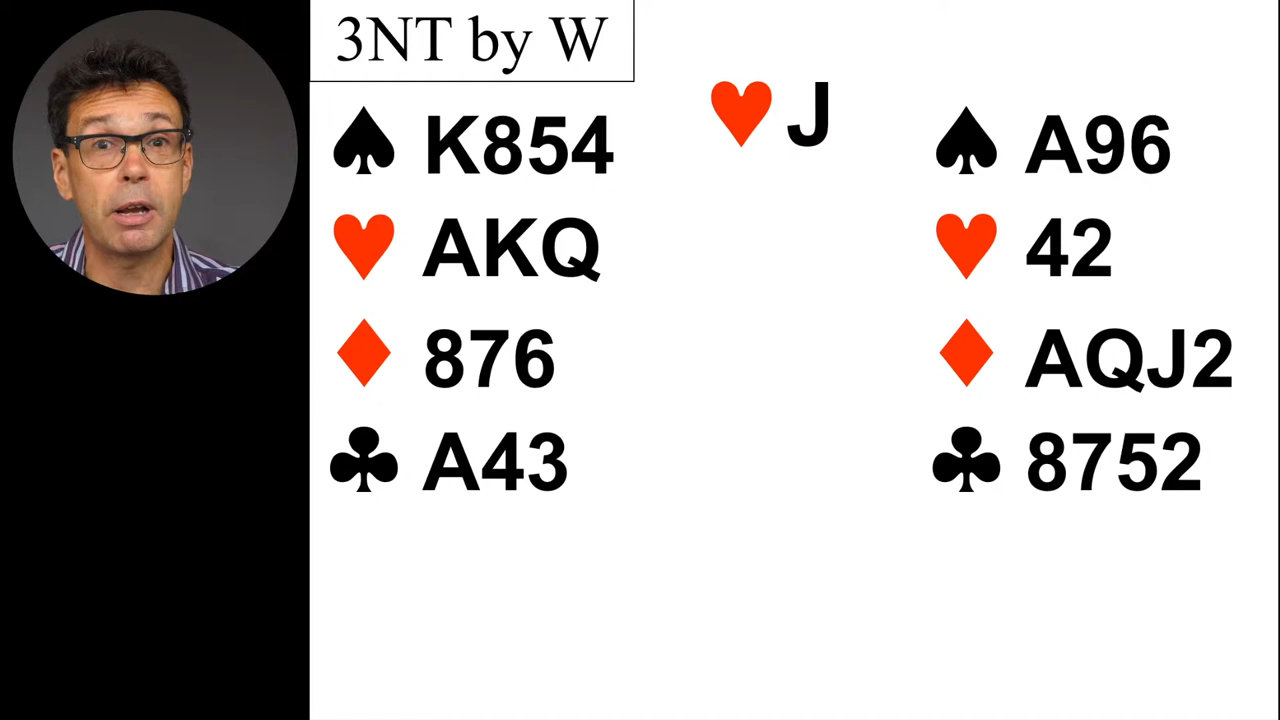 3NT by W
♥ J
♠ K854
♥ AKQ
♦ 876
♣ A43
♠ A96
♥ 42
♦ AQJ2
♣ 8752